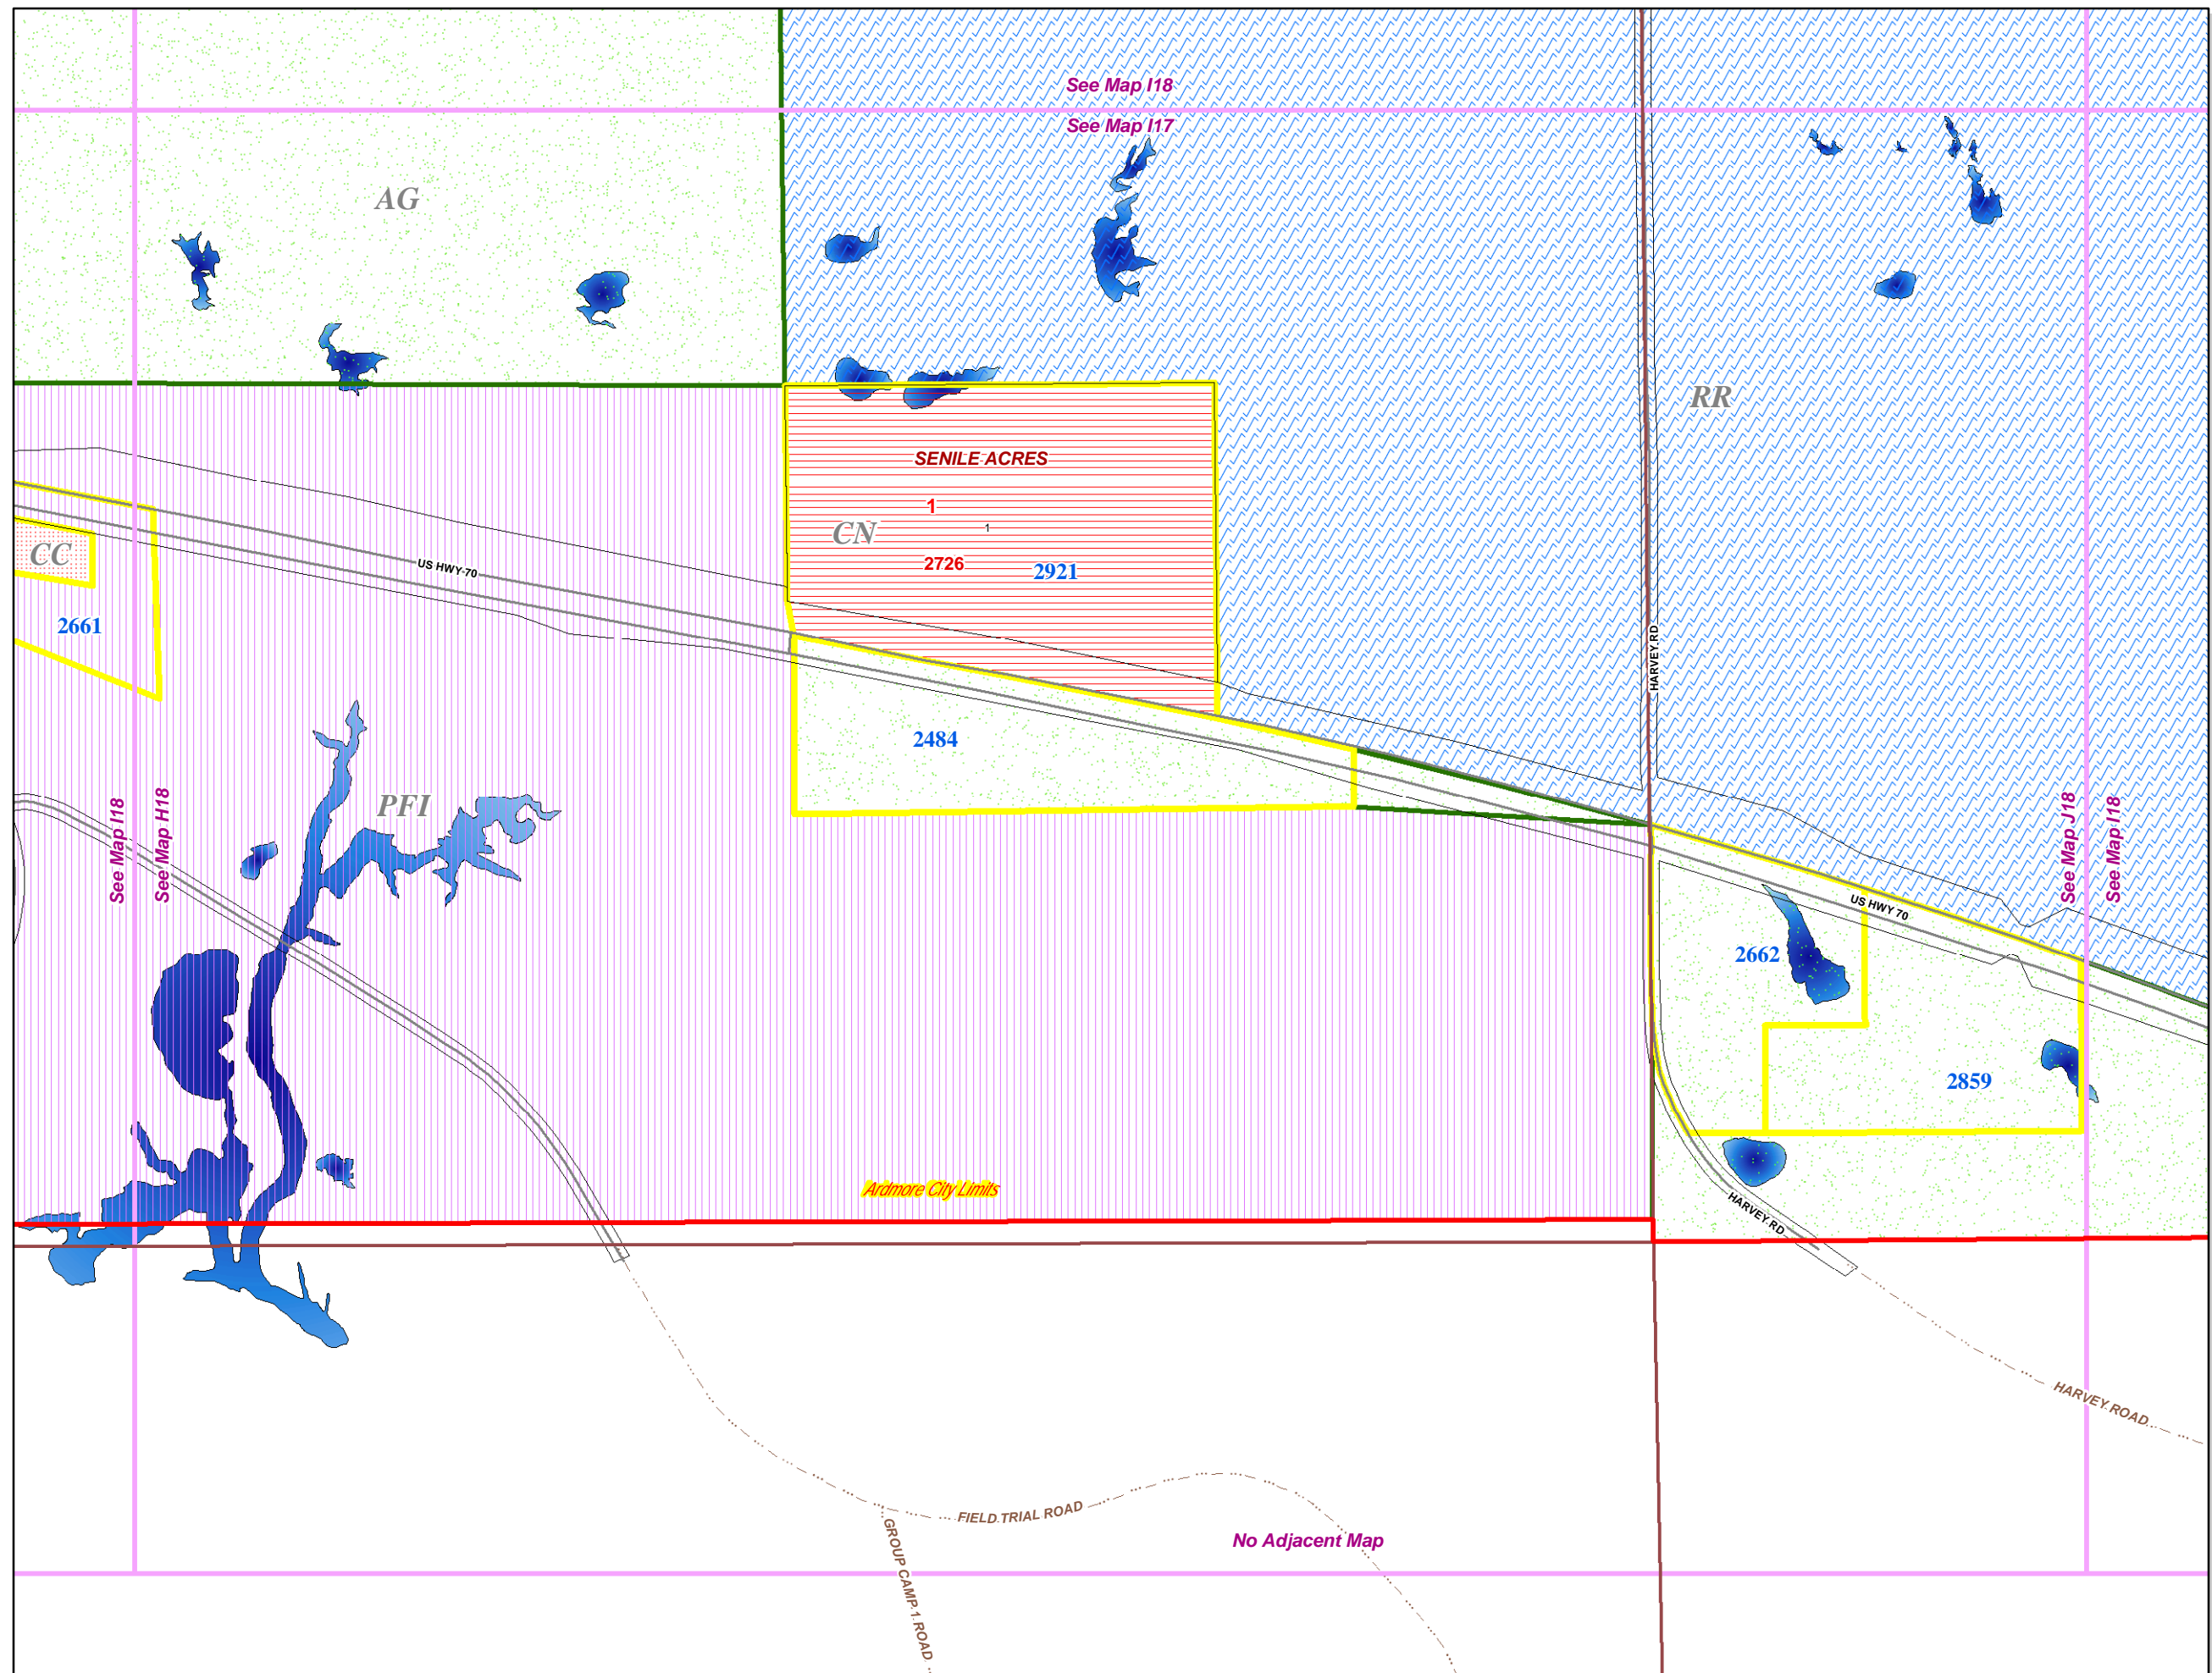 See Map I18
See Map I17
AG
RR
SENILE ACRES
1
CN
1
CC
US HWY 70
2726
2921
2661
HARVEY RD
2484
See Map I18
See Map H18
PFI
See Map J18
See Map I18
US HWY 70
2662
2859
Ardmore City Limits
HARVEY RD
HARVEY ROAD
FIELD TRIAL ROAD
GROUP CAMP 1 ROAD
No Adjacent Map